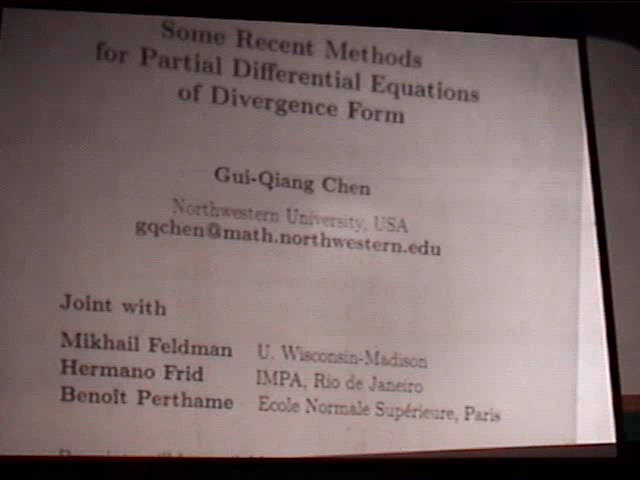 Some Recent Methods
for Partial Differential Equations
of Divergence Form
Gui-Qiang Chen
Northwestern University, USA
gqchen@math.northwestern.edu
Joint with
Mikhail Feldman U. Wisconsin-Madison
Hermano Frid IMPA, Rio de Janeiro
Benoît Perthame Ecole Normale Supérieure, Paris